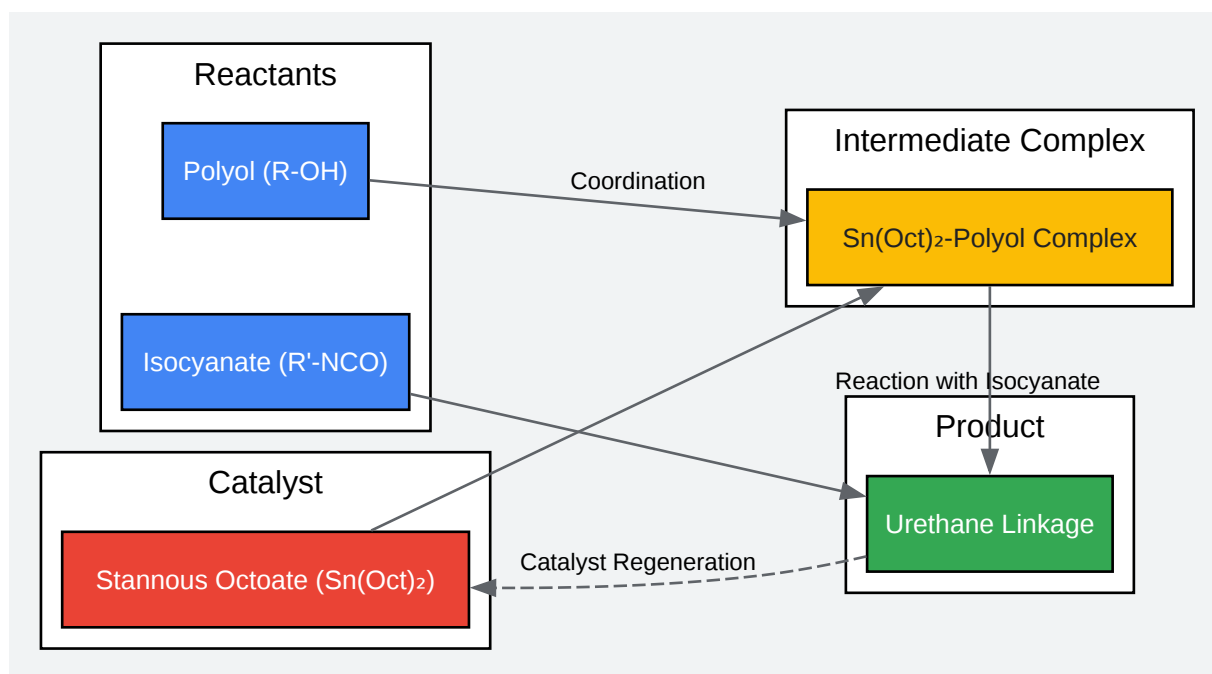 Reactants
Polyol (R-OH)
Isocyanate (R'-NCO)
Coordination
Intermediate Complex
Sn(Oct)₂-Polyol Complex
Reaction with Isocyanate
Product
Urethane Linkage
Catalyst
Stannous Octoate (Sn(Oct)₂)
Catalyst Regeneration